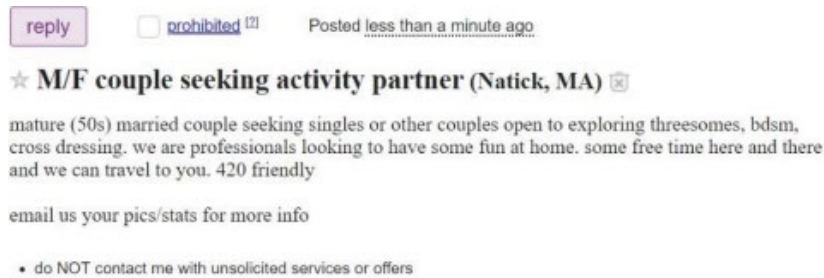 reply prohibited [?] Posted less than a minute ago
M/F couple seeking activity partner (Natick, MA)
mature (50s) married couple seeking singles or other couples open to exploring threesomes, bdsm,
cross dressing. we are professionals looking to have some fun at home. some free time here and there
and we can travel to you. 420 friendly
email us your pics/stats for more info
• do NOT contact me with unsolicited services or offers